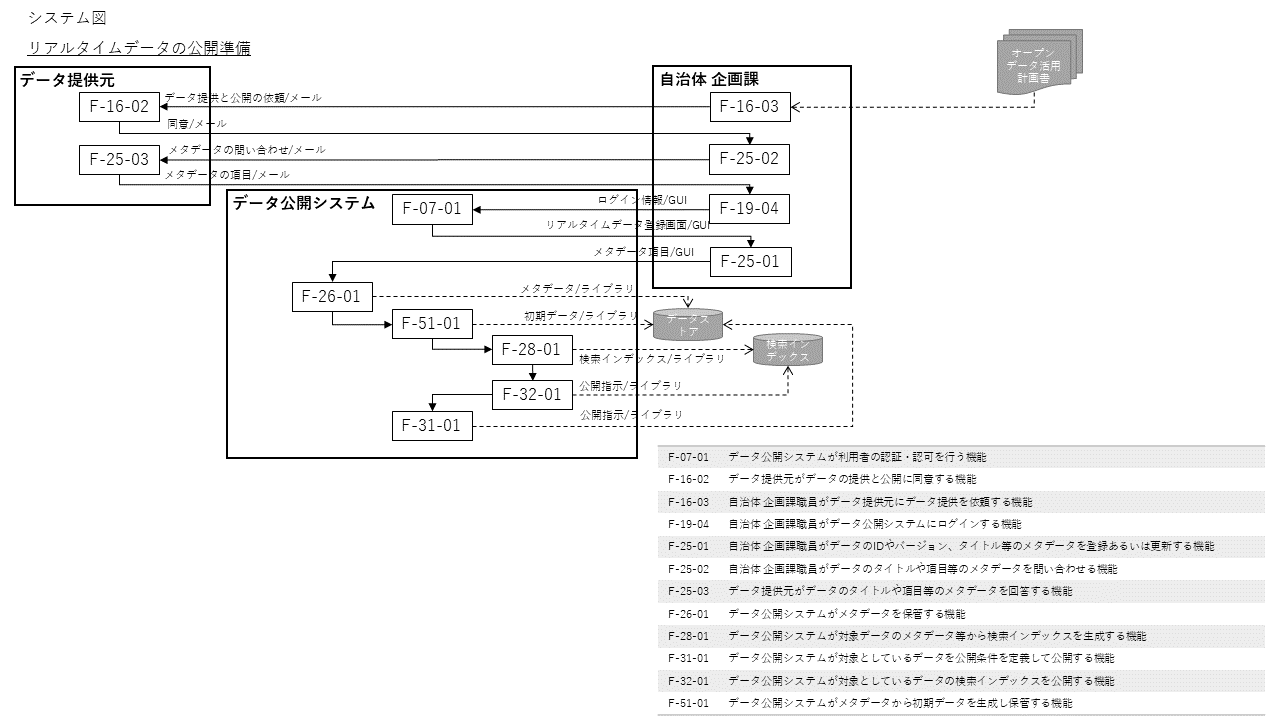 システム図
リアルタイムデータの公開準備
オープン
データ活用
計画書
データ提供元
自治体 企画課
F-16-02
データ提供と公開の依頼/メール
F-16-03
同意/メール
F-25-03
メタデータの問い合わせ/メール
F-25-02
メタデータの項目/メール
データ公開システム
F-07-01
ログイン情報/GUI
F-19-04
リアルタイムデータ登録画面/GUI
メタデータ項目/GUI
F-25-01
F-26-01
メタデータ/ライブラリ
F-51-01
初期データ/ライブラリ
データス
トア
F-28-01
検索インデックス/ライブラリ
検索イン
デックス
F-32-01
公開指示/ライブラリ
F-31-01
公開指示/ライブラリ
F-07-01 データ公開システムが利用者の認証・認可を行う機能
F-16-02 データ提供元がデータの提供と公開に同意する機能
F-16-03 自治体 企画課職員がデータ提供元にデータ提供を依頼する機能
F-19-04 自治体 企画課職員がデータ公開システムにログインする機能
F-25-01 自治体 企画課職員がデータのIDやバージョン、タイトル等のメタデータを登録あるいは更新する機能
F-25-02 自治体 企画課職員がデータのタイトルや項目等のメタデータを問い合わせる機能
F-25-03 データ提供元がデータのタイトルや項目等のメタデータを回答する機能
F-26-01 データ公開システムがメタデータを保管する機能
F-28-01 データ公開システムが対象データのメタデータ等から検索インデックスを生成する機能
F-31-01 データ公開システムが対象としているデータを公開条件を定義して公開する機能
F-32-01 データ公開システムが対象としているデータの検索インデックスを公開する機能
F-51-01 データ公開システムがメタデータから初期データを生成し保管する機能